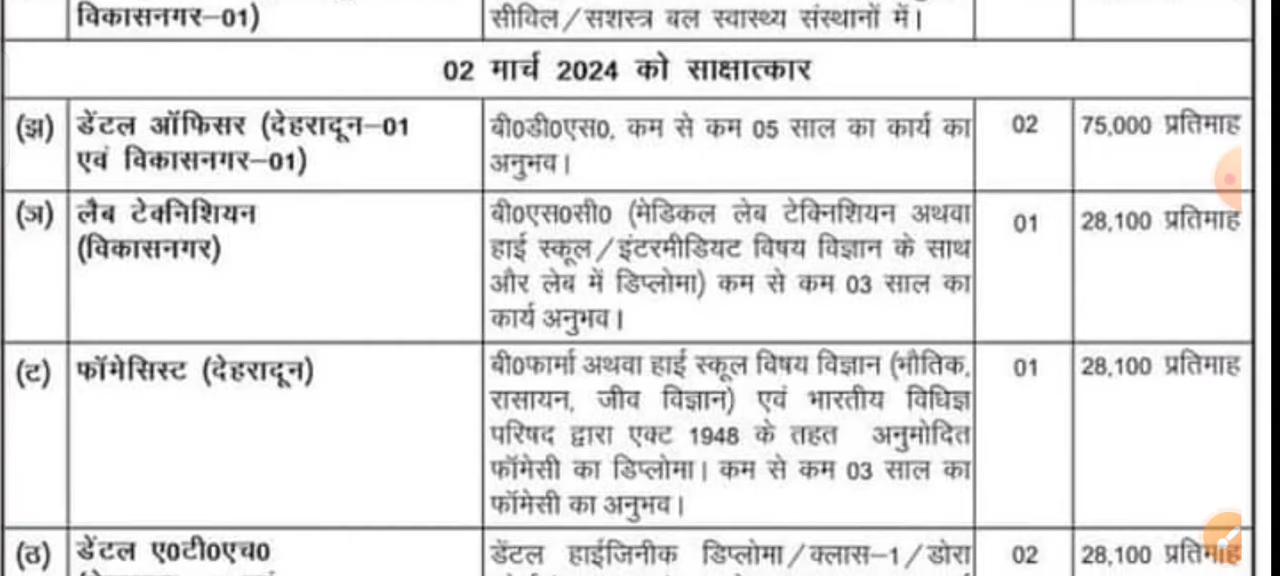 विकासनगर–01)
सीविल/सशस्त्र बल स्वास्थ्य संस्थानों में।
02 मार्च 2024 को साक्षात्कार
(झ) डेंटल ऑफिसर (देहरादून–01 एवं विकासनगर–01)
बी0डी0एस0, कम से कम 05 साल का कार्य का
अनुभव।
02
75,000 प्रतिमाह
(ञ) लैब टेक्निशियन
(विकासनगर)
बी0एस0सी0 (मेडिकल लेब टेक्निशियन अथवा
हाई स्कूल/इंटरमीडियट विषय विज्ञान के साथ
और लेब में डिप्लोमा) कम से कम 03 साल का
कार्य अनुभव।
01
28,100 प्रतिमाह
(ट) फॉमेसिस्ट (देहरादून)
बी0फार्मा अथवा हाई स्कूल विषय विज्ञान (भौतिक,
रासायन, जीव विज्ञान) एवं भारतीय विधिज्ञ
परिषद द्वारा एक्ट 1948 के तहत अनुमोदित
फॉमेसी का डिप्लोमा। कम से कम 03 साल का
फॉमेसी का अनुभव।
01
28,100 प्रतिमाह
(ठ) डेंटल ए0टी0एच0
डेंटल हाईजिनीक डिप्लोमा/क्लास–1/डोरा
02
28,100 प्रतिमाह